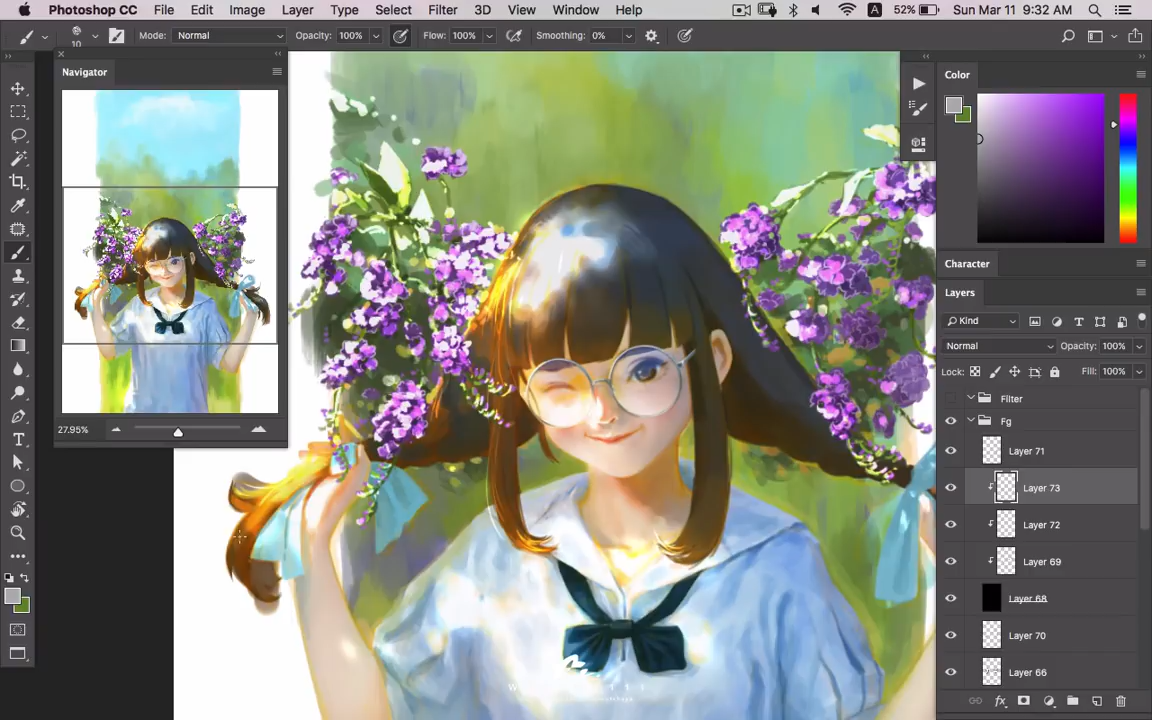 Photoshop CC File Edit Image Layer Type Select Filter 3D View Window Help A 52% Sun Mar 11 9:32 AM
10 Mode: Normal Opacity: 100% Flow: 100% Smoothing: 0%
Navigator
27.95%
Color
Character
Layers
Kind
Normal Opacity: 100%
Lock: Fill: 100%
Filter
Fg
Layer 71
Layer 73
Layer 72
Layer 69
Layer 68
Layer 70
Layer 66
fx